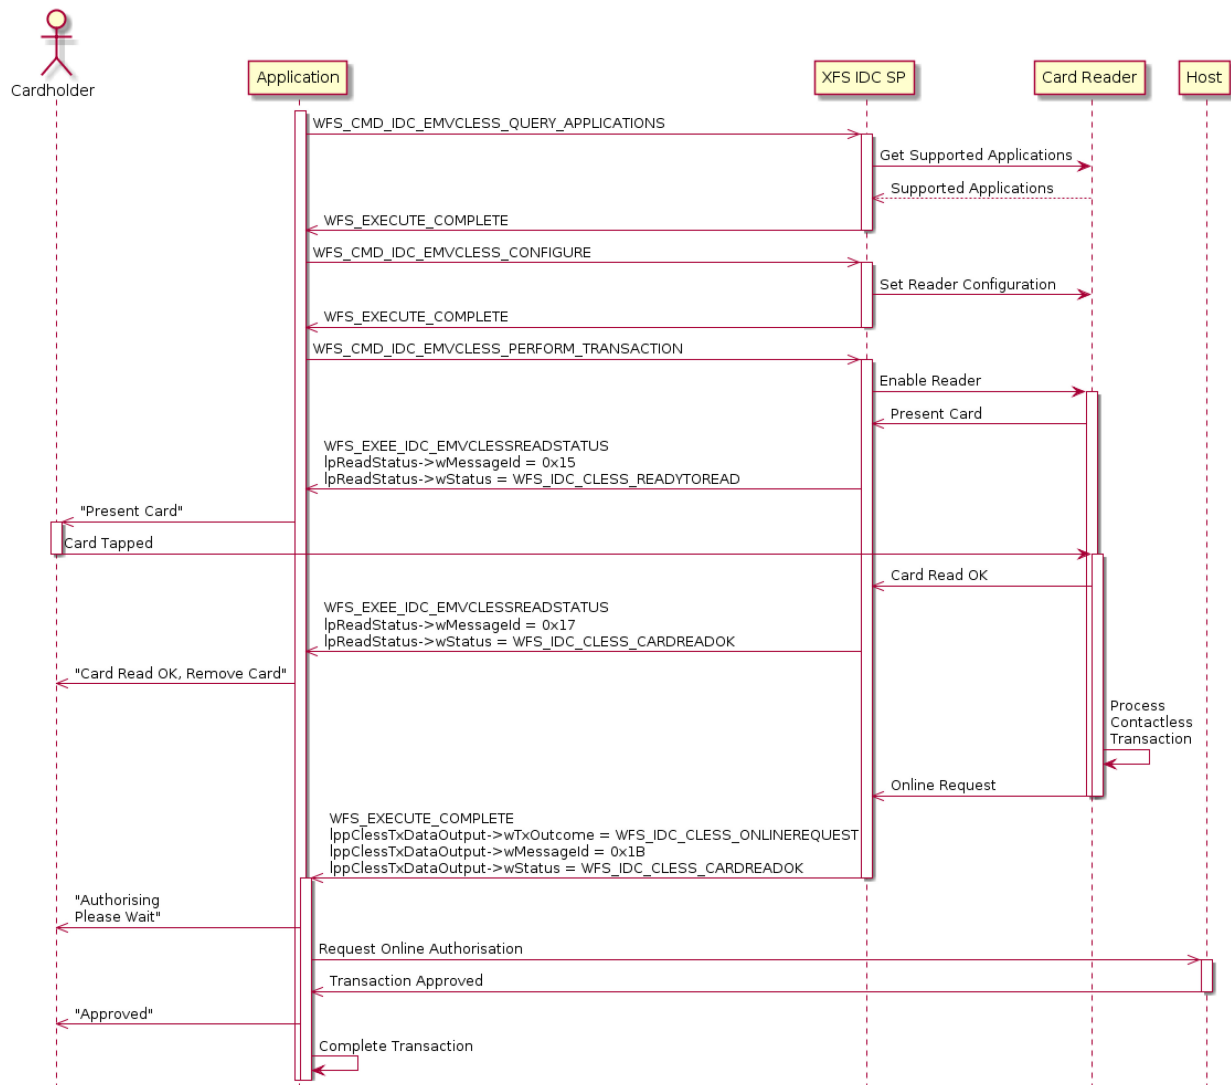 Cardholder
Application
XFS IDC SP
Card Reader
Host
WFS_CMD_IDC_EMVCLESS_QUERY_APPLICATIONS
Get Supported Applications
Supported Applications
WFS_EXECUTE_COMPLETE
WFS_CMD_IDC_EMVCLESS_CONFIGURE
Set Reader Configuration
WFS_EXECUTE_COMPLETE
WFS_CMD_IDC_EMVCLESS_PERFORM_TRANSACTION
Enable Reader
Present Card
WFS_EXEE_IDC_EMVCLESSREADSTATUS
lpReadStatus->wMessageId = 0x15
lpReadStatus->wStatus = WFS_IDC_CLESS_READYTOREAD
"Present Card"
Card Tapped
Card Read OK
WFS_EXEE_IDC_EMVCLESSREADSTATUS
lpReadStatus->wMessageId = 0x17
lpReadStatus->wStatus = WFS_IDC_CLESS_CARDREADOK
"Card Read OK, Remove Card"
Process
Contactless
Transaction
Online Request
WFS_EXECUTE_COMPLETE
lppClessTxDataOutput->wTxOutcome = WFS_IDC_CLESS_ONLINEREQUEST
lppClessTxDataOutput->wMessageId = 0x1B
lppClessTxDataOutput->wStatus = WFS_IDC_CLESS_CARDREADOK
"Authorising
Please Wait"
Request Online Authorisation
Transaction Approved
"Approved"
Complete Transaction